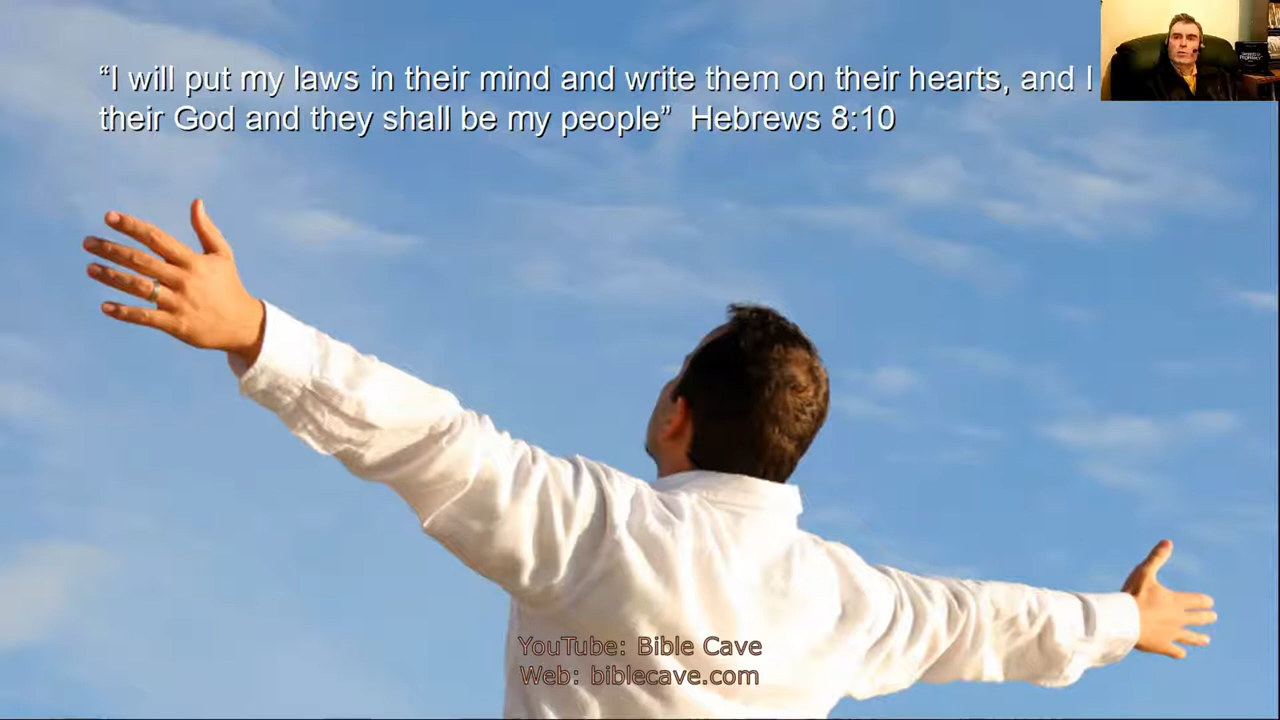 “I will put my laws in their mind and write them on their hearts, and I
their God and they shall be my people”  Hebrews 8:10
YouTube: Bible Cave
Web: biblecave.com